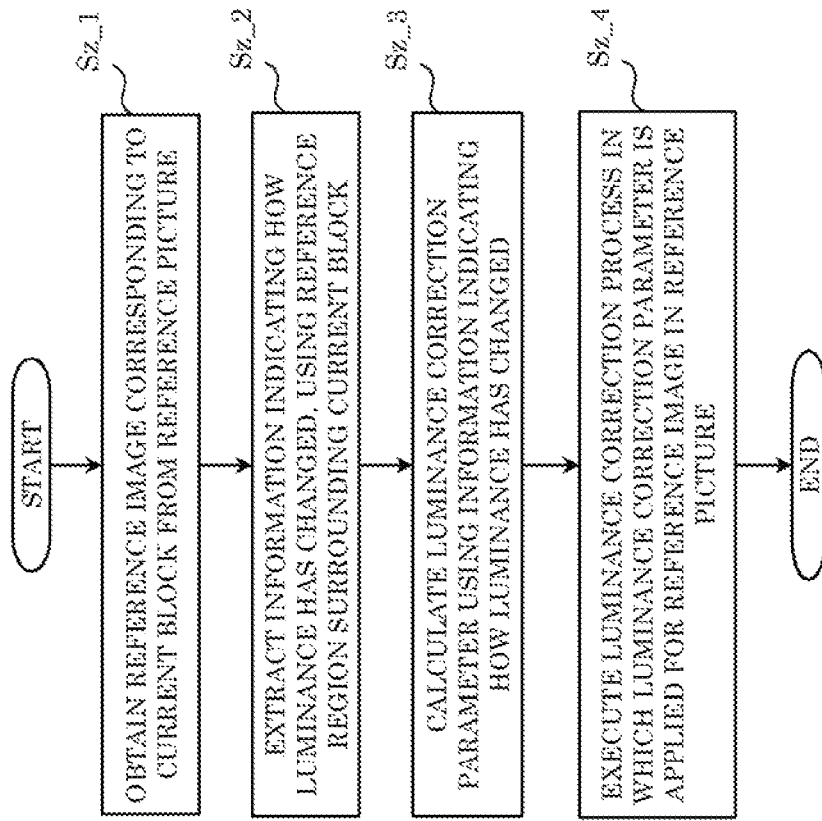 START
Sz_1
OBTAIN REFERENCE IMAGE CORRESPONDING TO
CURRENT BLOCK FROM REFERENCE PICTURE
Sz_2
EXTRACT INFORMATION INDICATING HOW
LUMINANCE HAS CHANGED, USING REFERENCE
REGION SURROUNDING CURRENT BLOCK
Sz_3
CALCULATE LUMINANCE CORRECTION
PARAMETER USING INFORMATION INDICATING
HOW LUMINANCE HAS CHANGED
Sz_4
EXECUTE LUMINANCE CORRECTION PROCESS IN
WHICH LUMINANCE CORRECTION PARAMETER IS
APPLIED FOR REFERENCE IMAGE IN REFERENCE
PICTURE
END